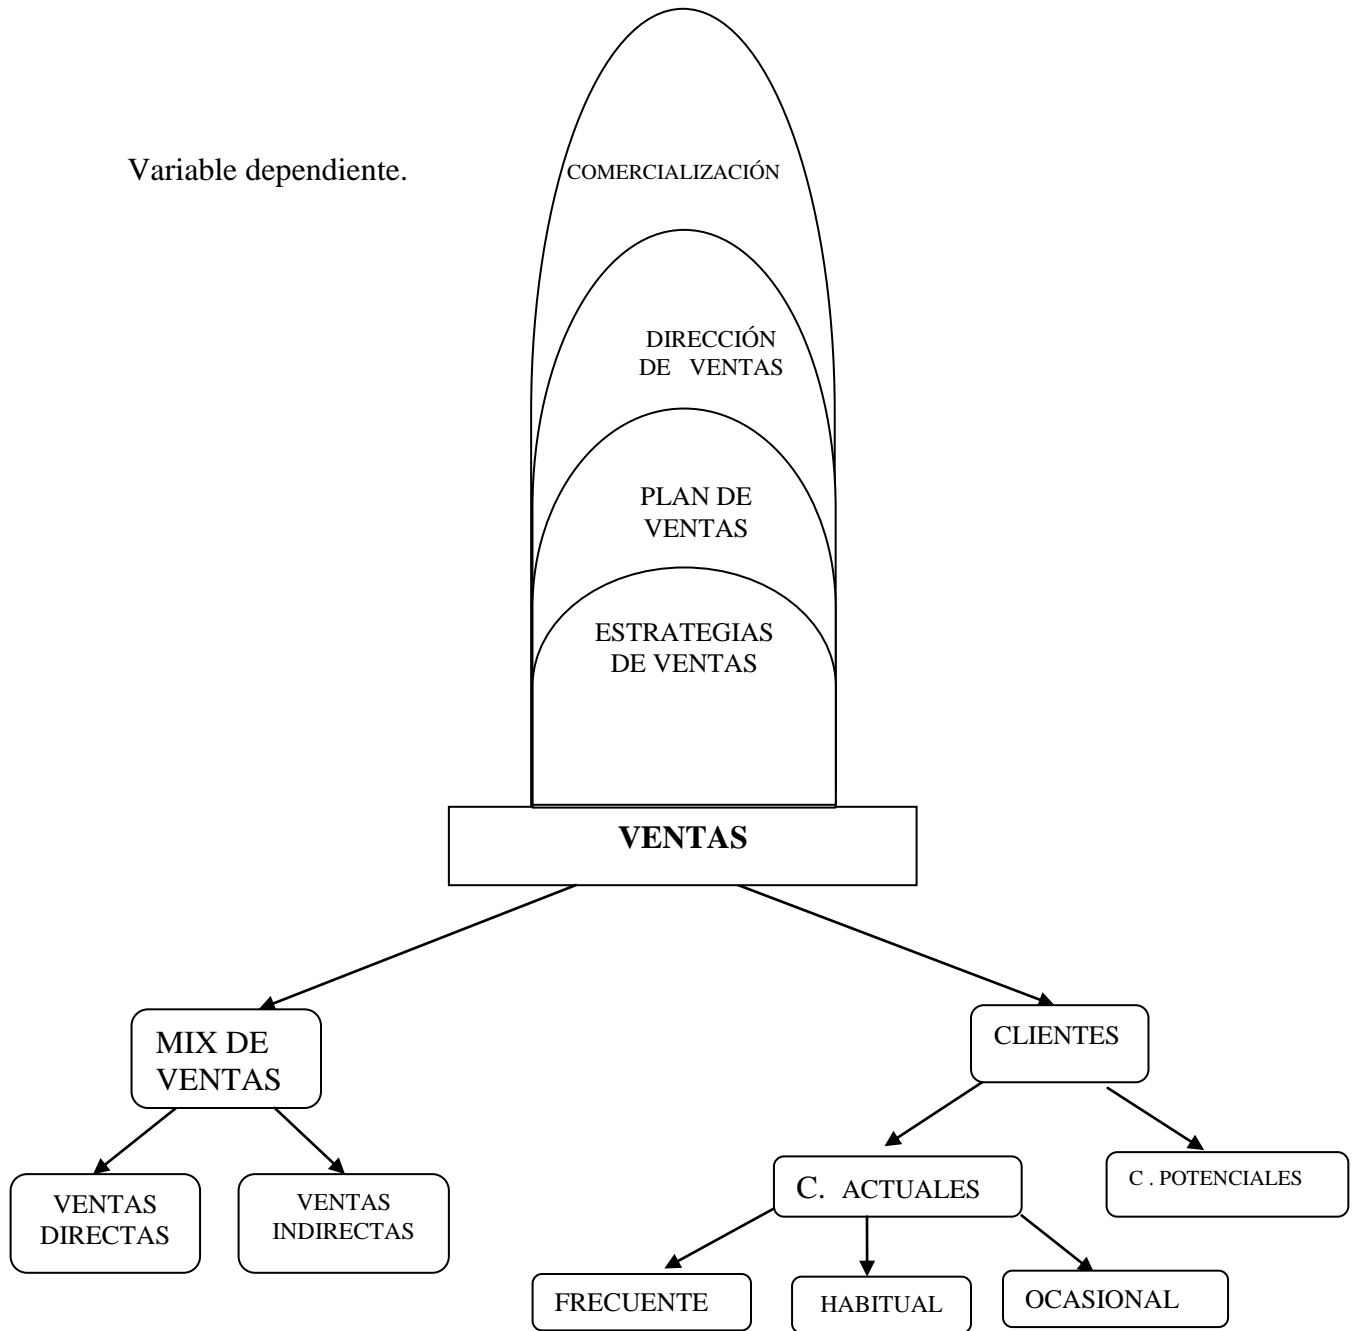 Variable dependiente.
COMERCIALIZACIÓN
DIRECCIÓN
DE VENTAS
PLAN DE
VENTAS
ESTRATEGIAS
DE VENTAS
VENTAS
MIX DE
VENTAS
CLIENTES
VENTAS
DIRECTAS
VENTAS
INDIRECTAS
C. ACTUALES
C . POTENCIALES
FRECUENTE
HABITUAL
OCASIONAL